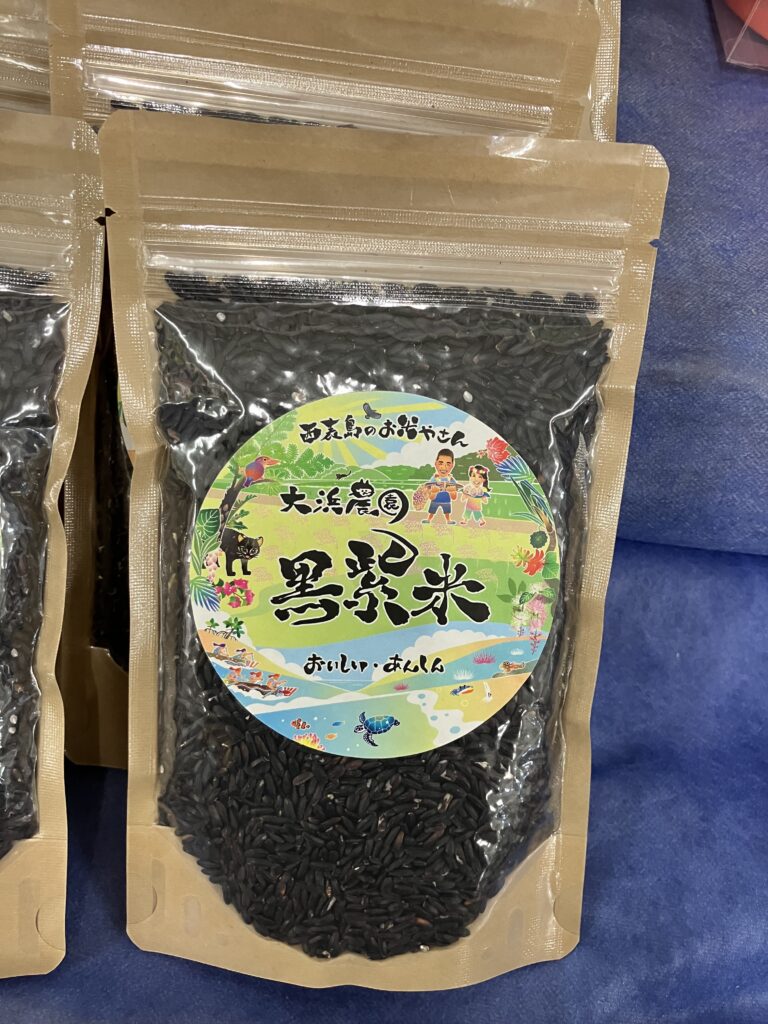 西表島のお米やさん
大浜農園
黒紫米
おいしい・あんしん